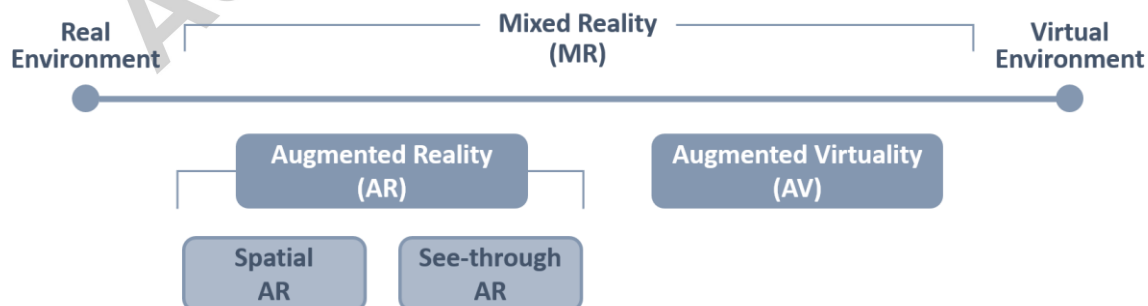 Real
Environment
Mixed Reality
(MR)
Virtual
Environment
Augmented Reality
(AR)
Augmented Virtuality
(AV)
Spatial
AR
See-through
AR